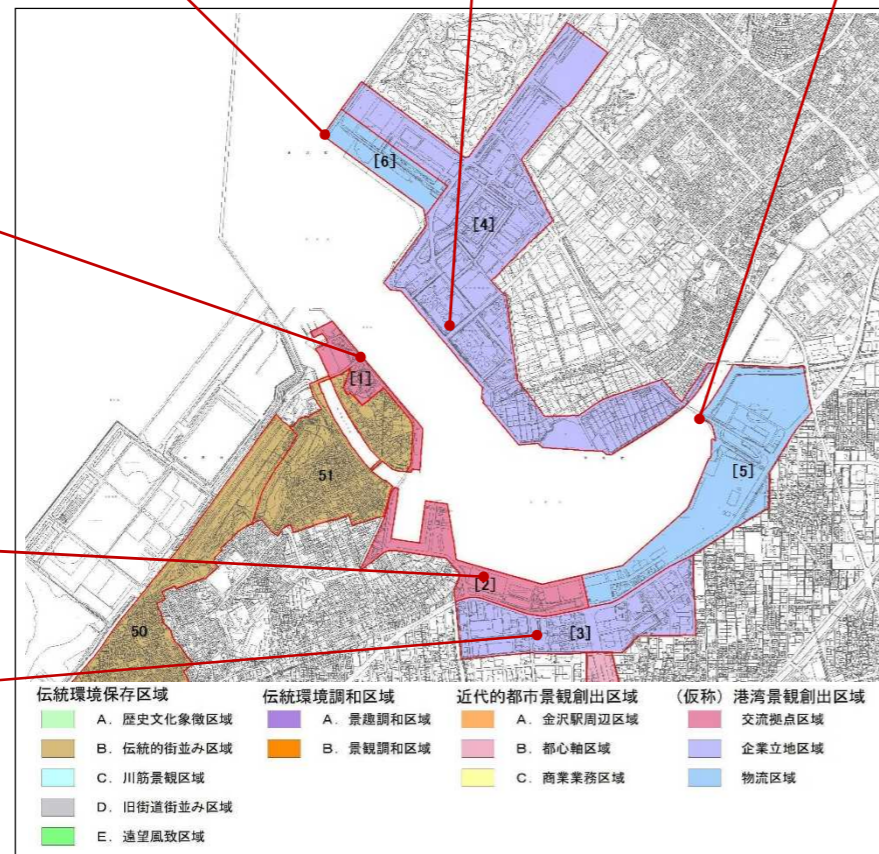 [6]
[4]
[1]
[5]
51
[2]
[3]
50
伝統環境保存区域
A. 歴史文化象徴区域
B. 伝統的街並み区域
C. 川筋景観区域
D. 旧街道街並み区域
E. 遠望風致区域
伝統環境調和区域
A. 景趣調和区域
B. 景観調和区域
近代的都市景観創出区域
A. 金沢駅周辺区域
B. 都心軸区域
C. 商業業務区域
(仮称) 港湾景観創出区域
交流拠点区域
企業立地区域
物流区域